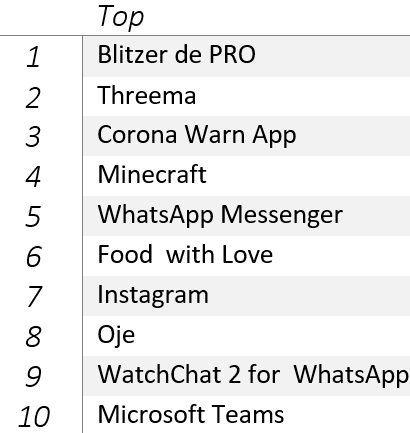 Top
1 Blitzer de PRO
2 Threema
3 Corona Warn App
4 Minecraft
5 WhatsApp Messenger
6 Food with Love
7 Instagram
8 Oje
9 WatchChat 2 for WhatsApp
10 Microsoft Teams